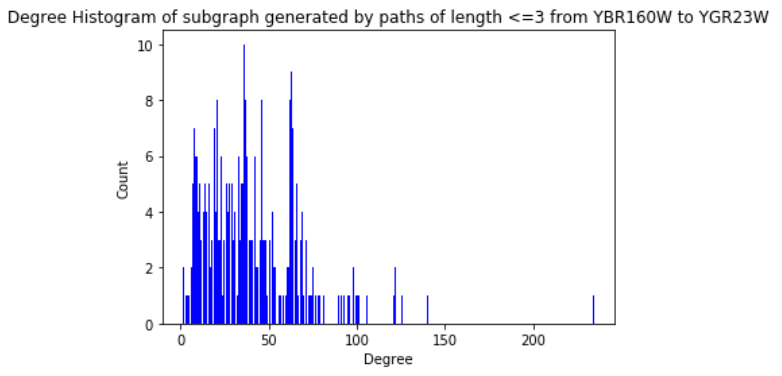 Degree Histogram of subgraph generated by paths of length <=3 from YBR160W to YGR23W
10
8
6
4
2
0
Count
0 50 100 150 200
Degree